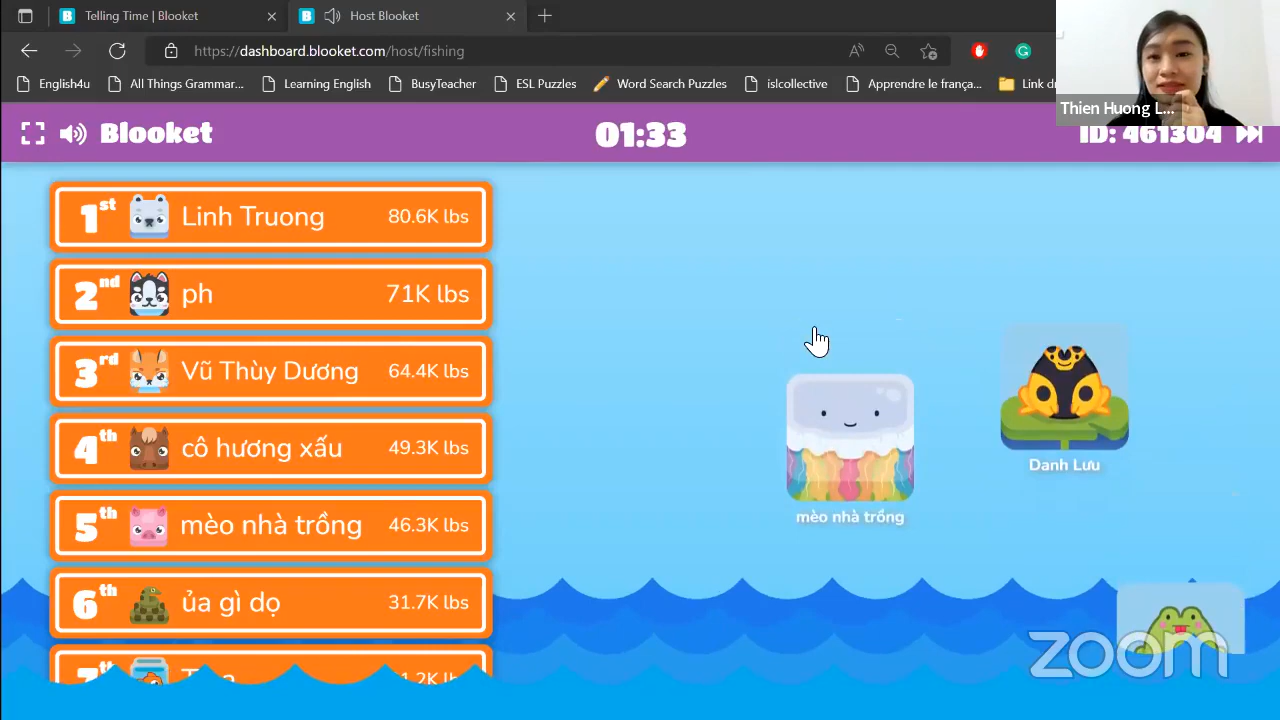 Telling Time | Blooket
Host Blooket
https://dashboard.blooket.com/host/fishing
English4u
All Things Grammar...
Learning English
BusyTeacher
ESL Puzzles
Word Search Puzzles
islcollective
Apprendre le frança...
Thien Huong L...
Blooket
01:33
ID: 461304
1st Linh Truong 80.6K lbs
2nd ph 71K lbs
3rd Vũ Thùy Dương 64.4K lbs
4th cô hương xấu 49.3K lbs
5th mèo nhà trồng 46.3K lbs
6th ủa gì dọ 31.7K lbs
mèo nhà trồng
Danh Lưu
zoom